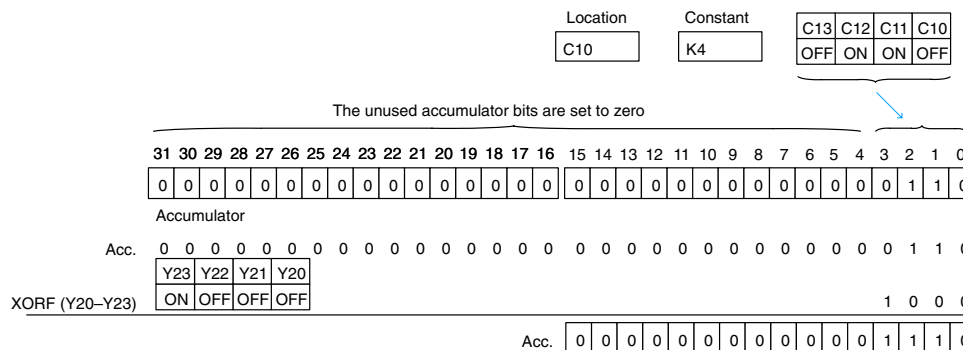 Location Constant C13 C12 C11 C10
C10 K4 OFF ON ON OFF
The unused accumulator bits are set to zero
31 30 29 28 27 26 25 24 23 22 21 20 19 18 17 16 15 14 13 12 11 10 9 8 7 6 5 4 3 2 1 0
0 0 0 0 0 0 0 0 0 0 0 0 0 0 0 0 0 0 0 0 0 0 0 0 0 0 0 0 0 1 1 0
Accumulator
Acc. 0 0 0 0 0 0 0 0 0 0 0 0 0 0 0 0 0 0 0 0 0 0 0 0 0 0 0 0 0 1 1 0
Y23 Y22 Y21 Y20
ON OFF OFF OFF
XORF (Y20–Y23) 1 0 0 0
Acc. 0 0 0 0 0 0 0 0 0 0 0 0 1 1 1 0